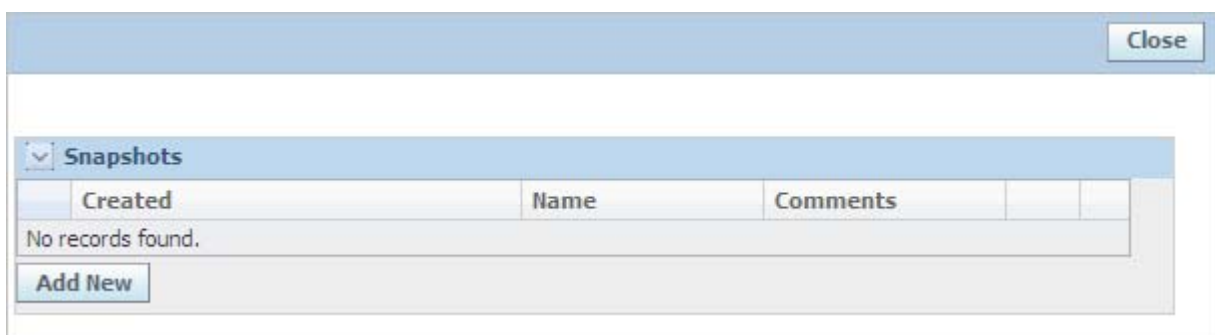 Close
Snapshots
Created Name Comments
No records found.
Add New